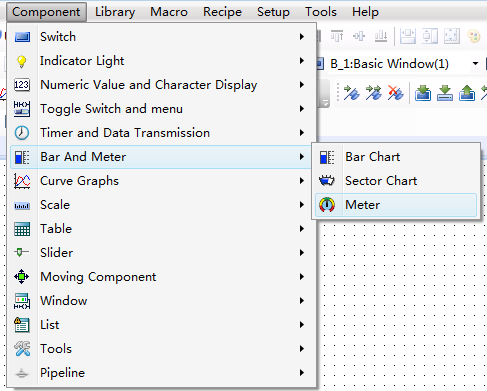 Component Library Macro Recipe Setup Tools Help
Switch
Indicator Light
B_1:Basic Window(1)
123 Numeric Value and Character Display
Toggle Switch and menu
Timer and Data Transmission
Bar And Meter
Bar Chart
Curve Graphs
Sector Chart
Scale
Meter
Table
Slider
Moving Component
Window
List
Tools
Pipeline